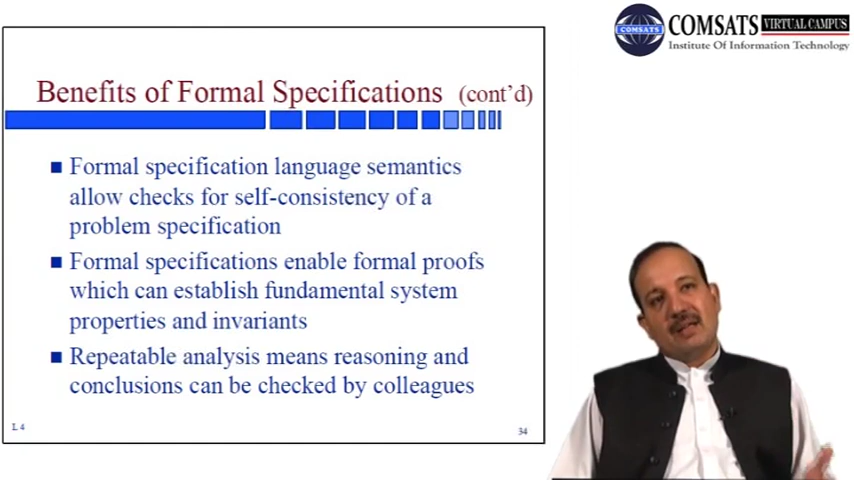 COMSATS VIRTUAL CAMPUS
COMSATS
Institute Of Information Technology
Benefits of Formal Specifications (cont'd)
■ Formal specification language semantics
allow checks for self-consistency of a
problem specification
■ Formal specifications enable formal proofs
which can establish fundamental system
properties and invariants
■ Repeatable analysis means reasoning and
conclusions can be checked by colleagues
L 4
34